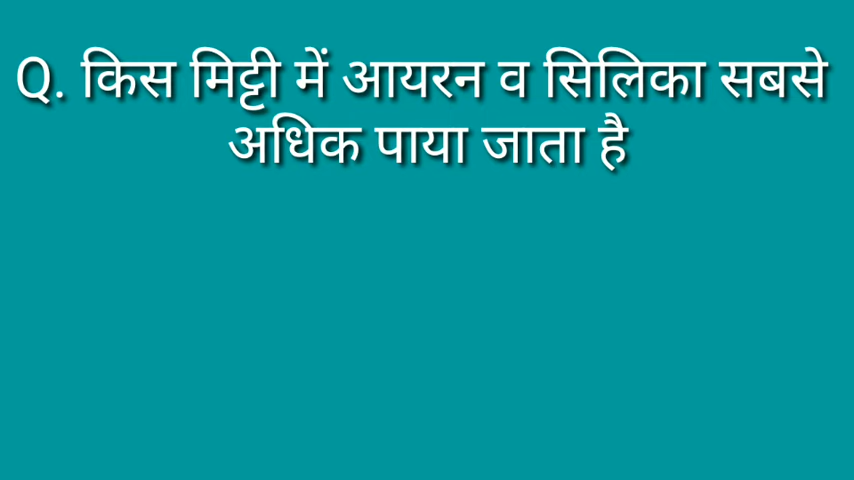 Q. किस मिट्टी में आयरन व सिलिका सबसे
अधिक पाया जाता है